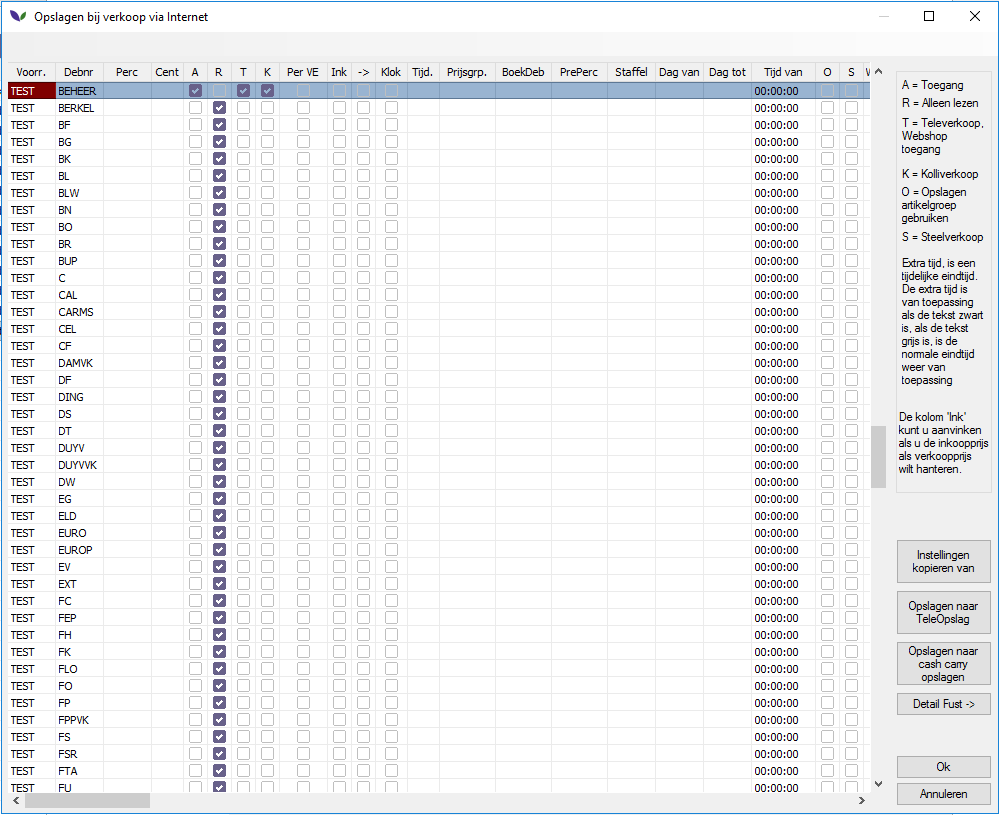 Opslagen bij verkoop via Internet
Voorr. Debnr Perc Cent A R T K Per VE Ink -> Klok Tijd. Prijsgrp. BoekDeb PrePerc Staffel Dag van Dag tot Tijd van O S
TEST BEHEER 00:00:00
TEST BERKEL 00:00:00
TEST BF 00:00:00
TEST BG 00:00:00
TEST BK 00:00:00
TEST BL 00:00:00
TEST BLW 00:00:00
TEST BN 00:00:00
TEST BO 00:00:00
TEST BR 00:00:00
TEST BUP 00:00:00
TEST C 00:00:00
TEST CAL 00:00:00
TEST CARMS 00:00:00
TEST CEL 00:00:00
TEST CF 00:00:00
TEST DAMVK 00:00:00
TEST DF 00:00:00
TEST DING 00:00:00
TEST DS 00:00:00
TEST DT 00:00:00
TEST DUYV 00:00:00
TEST DUYVVK 00:00:00
TEST DW 00:00:00
TEST EG 00:00:00
TEST ELD 00:00:00
TEST EURO 00:00:00
TEST EUROP 00:00:00
TEST EV 00:00:00
TEST EXT 00:00:00
TEST FC 00:00:00
TEST FEP 00:00:00
TEST FH 00:00:00
TEST FK 00:00:00
TEST FLO 00:00:00
TEST FO 00:00:00
TEST FP 00:00:00
TEST FPPVK 00:00:00
TEST FS 00:00:00
TEST FSR 00:00:00
TEST FTA 00:00:00
TEST FU 00:00:00
A = Toegang
R = Alleen lezen
T = Televerkoop,
Webshop
toegang
K = Kolliverkoop
O = Opslagen
artikelgroep
gebruiken
S = Steelverkoop
Extra tijd, is een
tijdelijke eindtijd.
De extra tijd is
van toepassing
als de tekst zwart
is, als de tekst
grijs is, is de
normale eindtijd
weer van
toepassing
De kolom 'Ink'
kunt u aanvinken
als u de inkoopprijs
als verkoopprijs
wilt hanteren.
Instellingen
kopieren van
Opslagen naar
TeleOpslag
Opslagen naar
cash carry
opslagen
Detail Fust ->
Ok
Annuleren